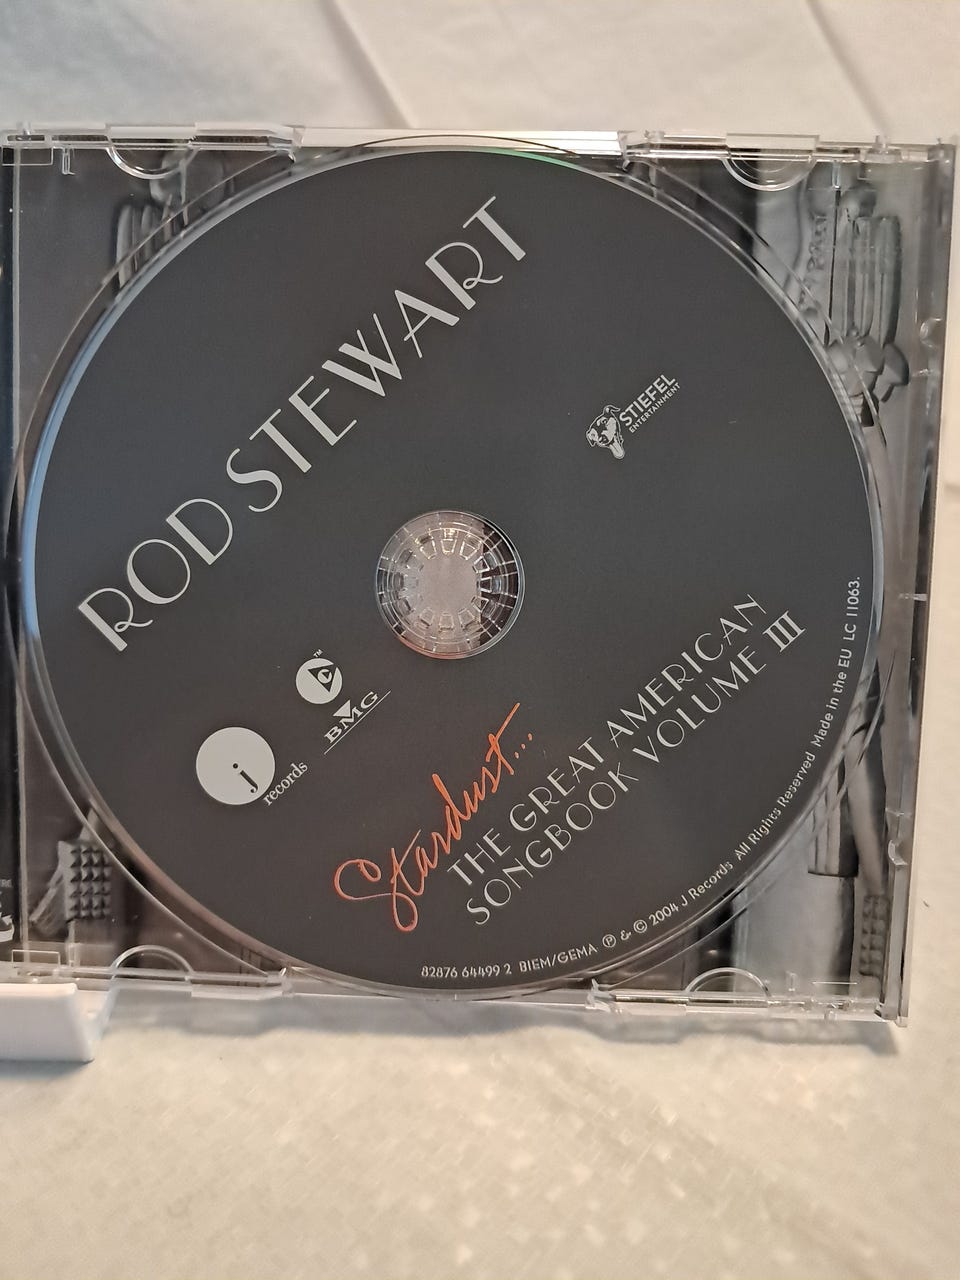 ROD STEWART
STIEFEL
ENTERTAINMENT
C™
BMG
j
records
Stardust...
THE GREAT AMERICAN
SONGBOOK VOLUME III
82876 64499 2 BIEM/GEMA ℗ & © 2004 J Records All Rights Reserved Made in the EU LC 11063.